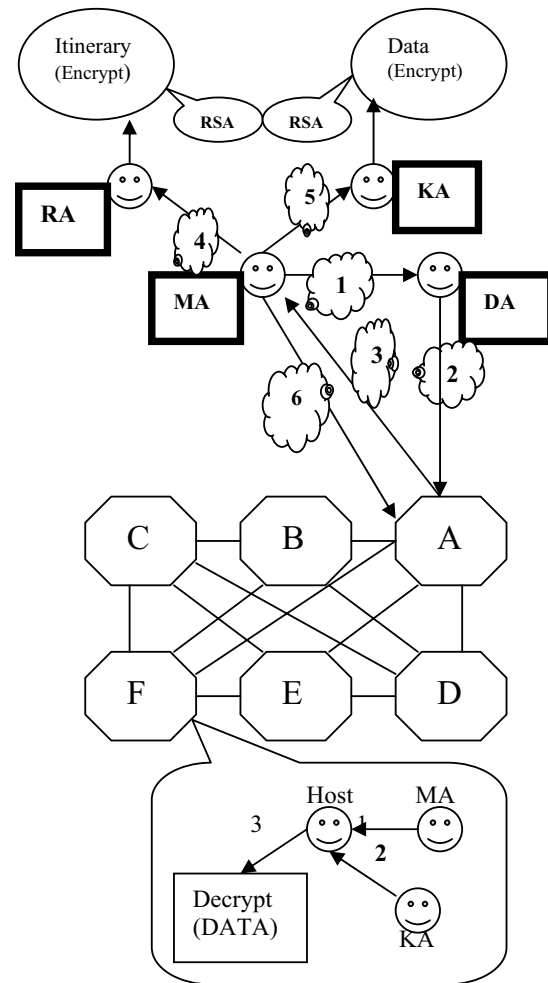 Itinerary
(Encrypt)
Data
(Encrypt)
RSA
RSA
RA
KA
5
4
MA
1
DA
3
2
6
C
B
A
F
E
D
Host
MA
3
1
2
Decrypt
(DATA)
KA